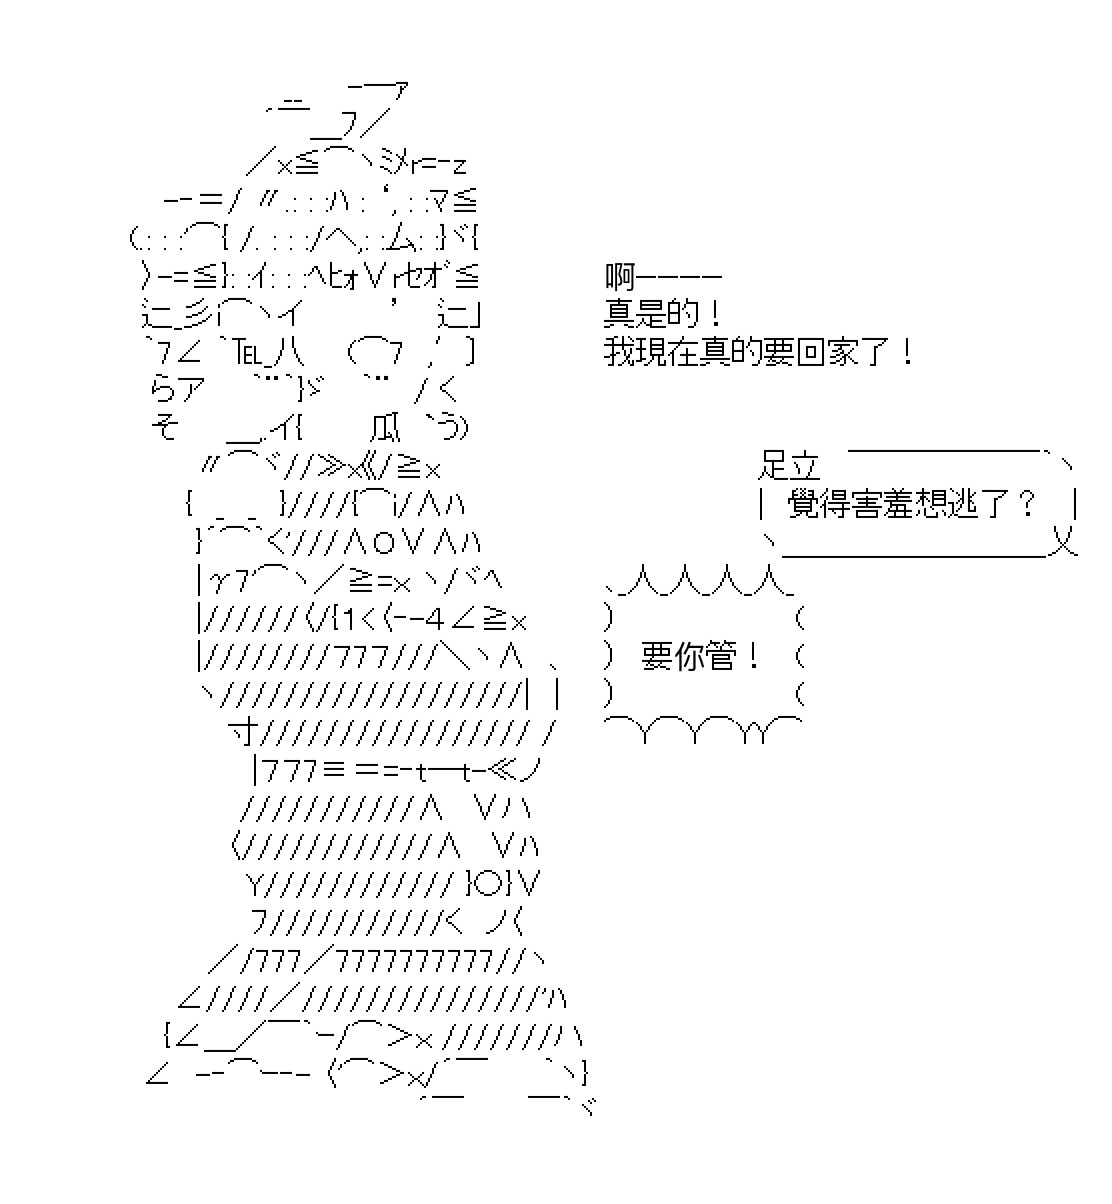 啊────
真是的！
我現在真的要回家了！
足立
覺得害羞想逃了？
要你管！